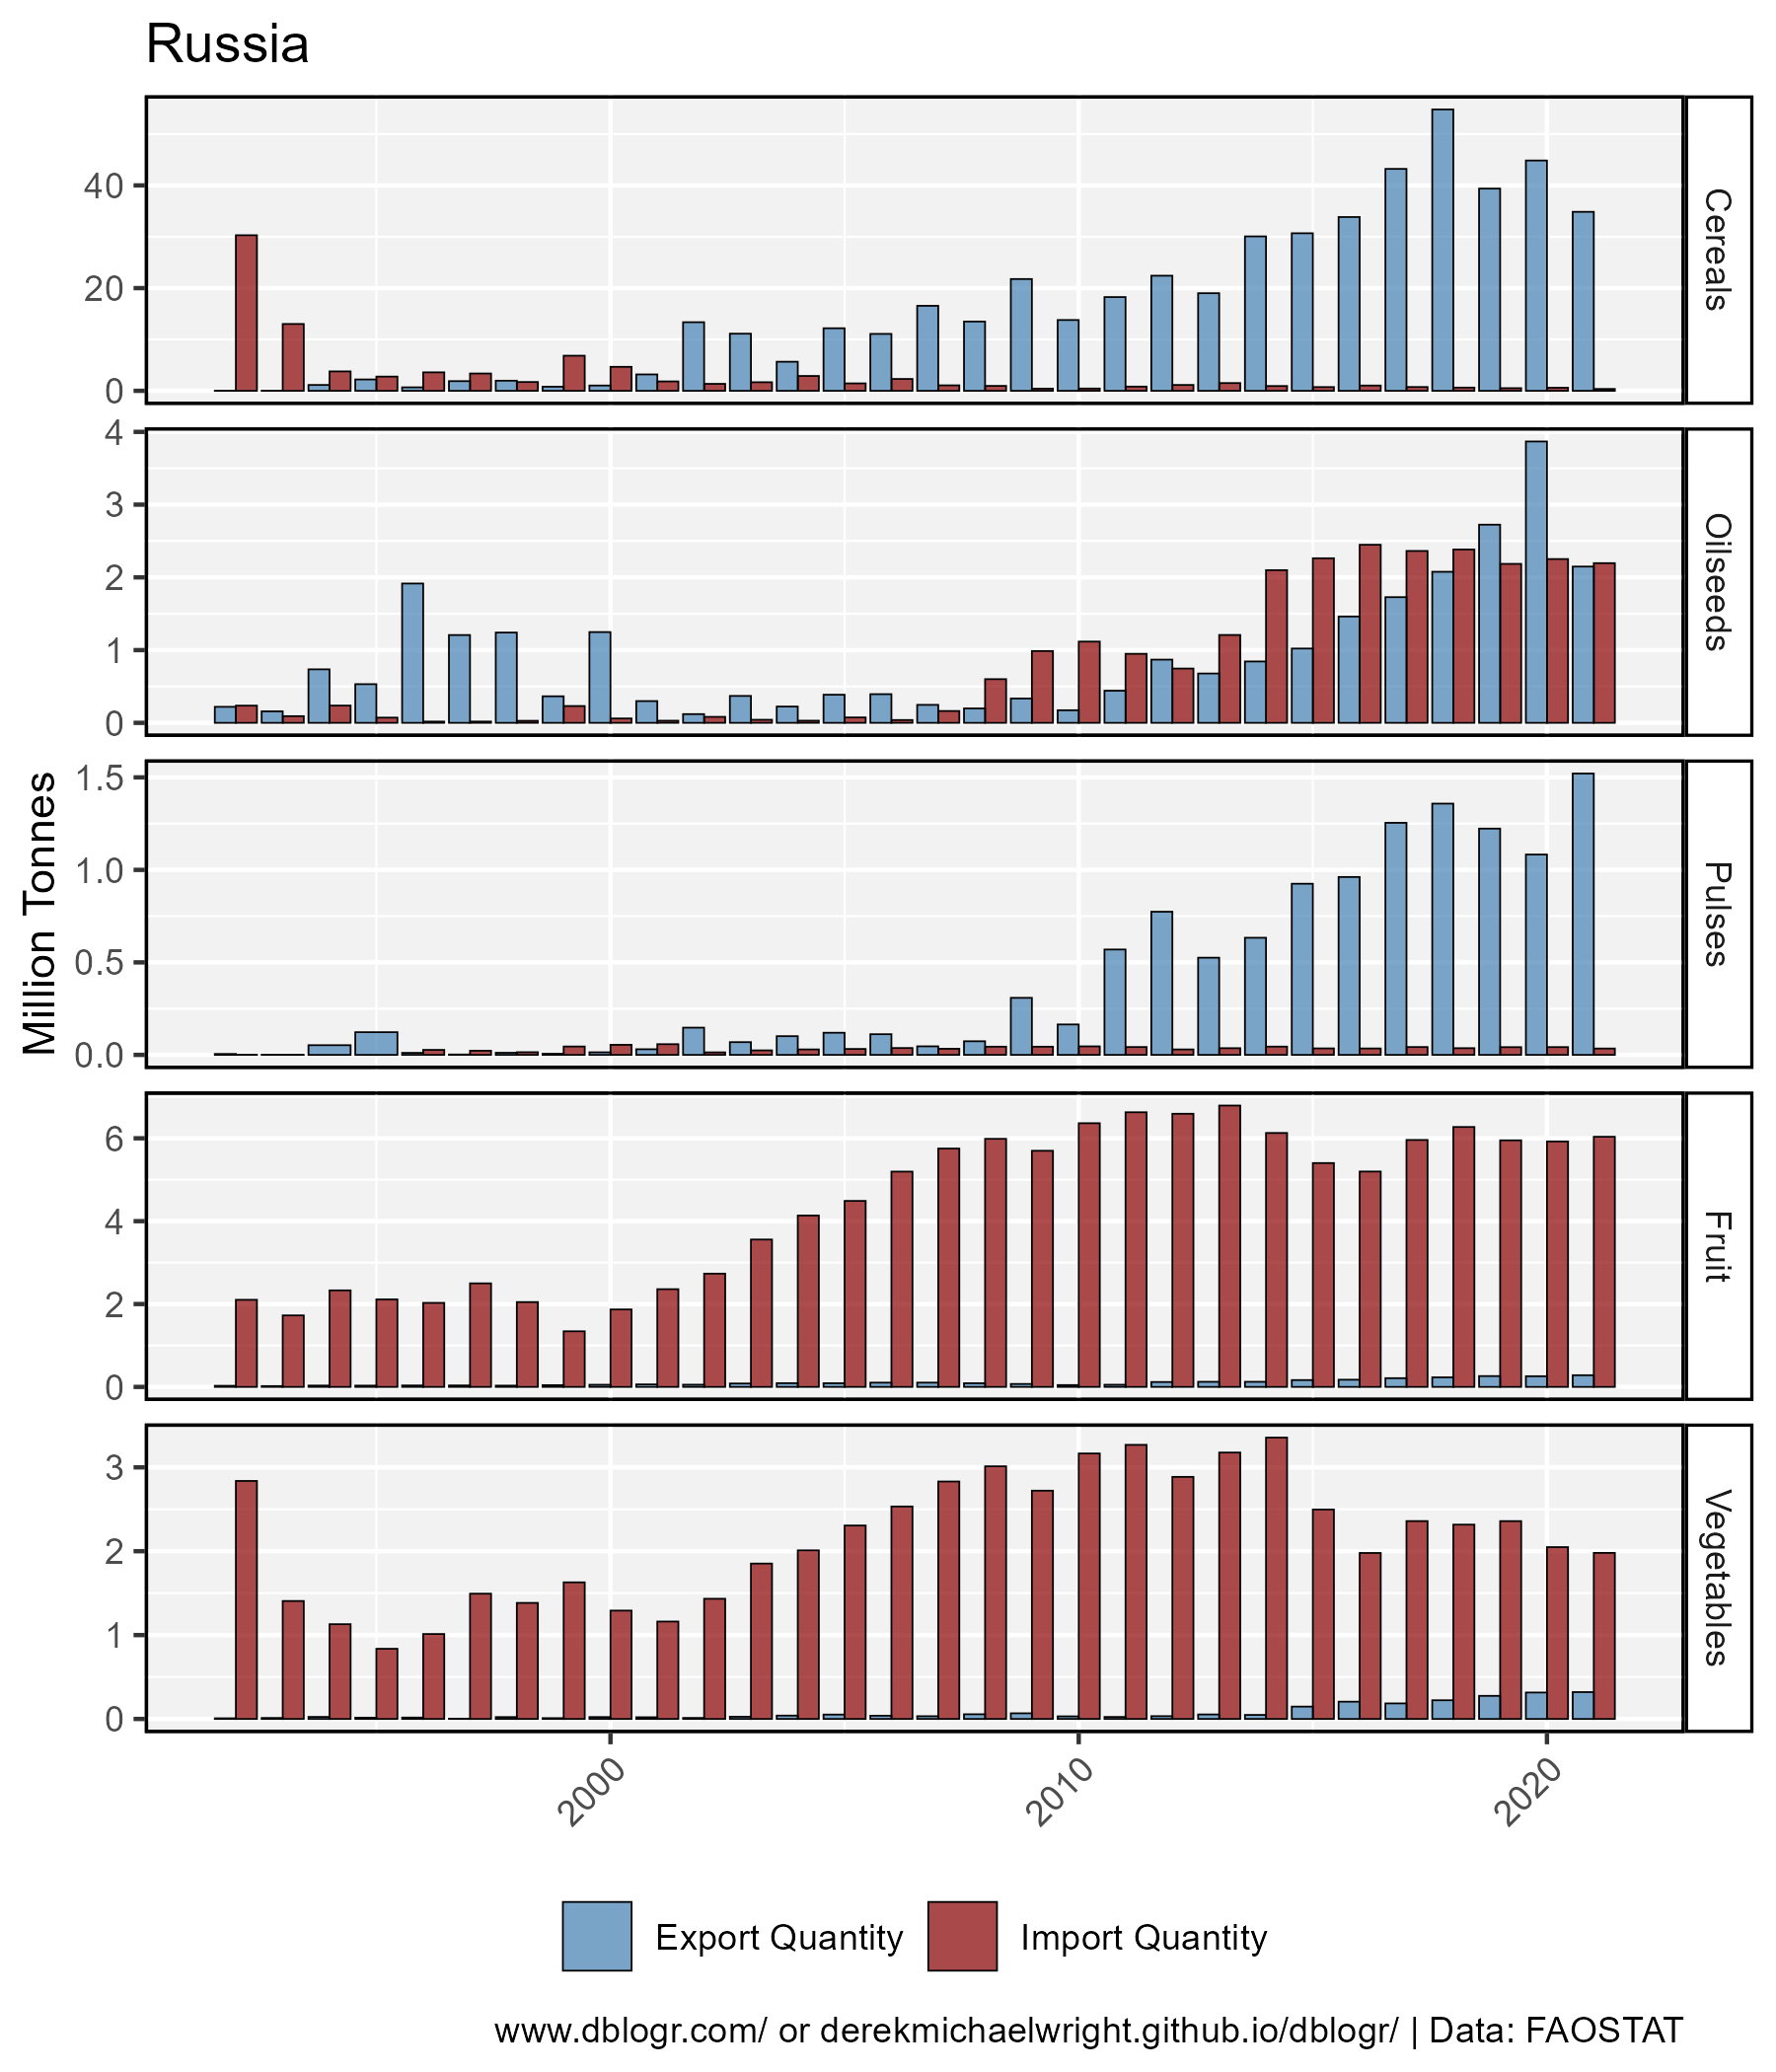 Russia
40
20
0
Cereals
4
3
2
1
0
Oilseeds
Million Tonnes
1.5
1.0
0.5
0.0
Pulses
6
4
2
0
Fruit
3
2
1
0
Vegetables
2000
2010
2020
Export Quantity
Import Quantity
www.dblogr.com/ or derekmichaelwright.github.io/dblogr/ | Data: FAOSTAT